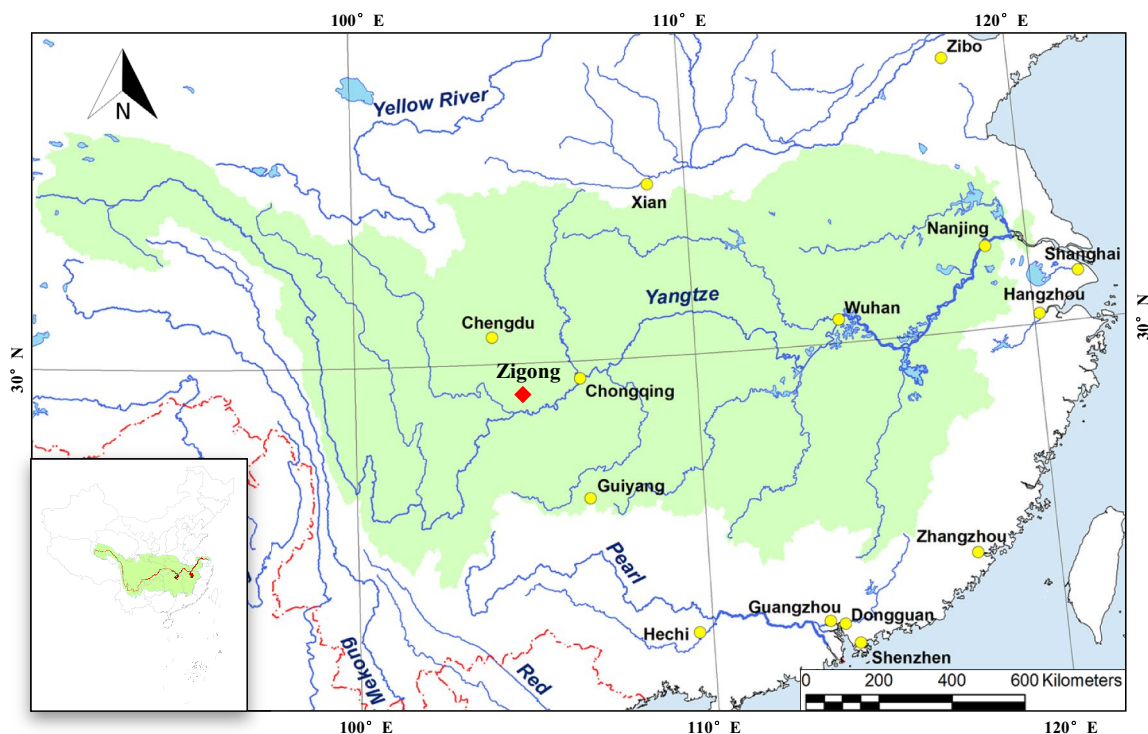 100° E
110° E
120° E
Zibo
N
Yellow River
Xian
Nanjing
Shanghai
Yangtze
Hangzhou
Wuhan
30° N
Chengdu
30° N
Zigong
Chongqing
Guiyang
Zhangzhou
Pearl
Guangzhou
Dongguan
Hechi
Shenzhen
Mekong
Red
0 200 400 600 Kilometers
100° E
110° E
120° E